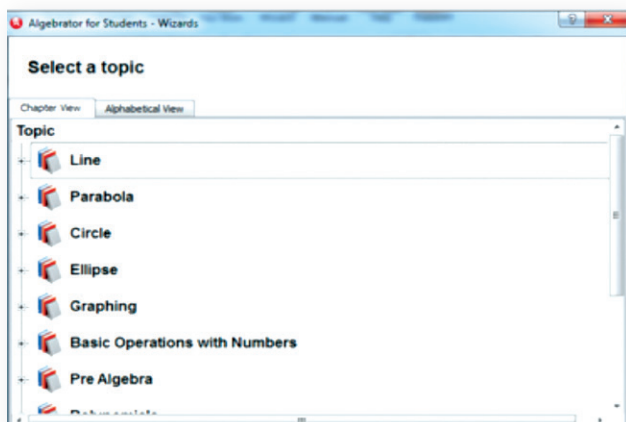 Algebrator for Students - Wizards
Select a topic
Chapter View Alphabetical View
Topic
Line
Parabola
Circle
Ellipse
Graphing
Basic Operations with Numbers
Pre Algebra